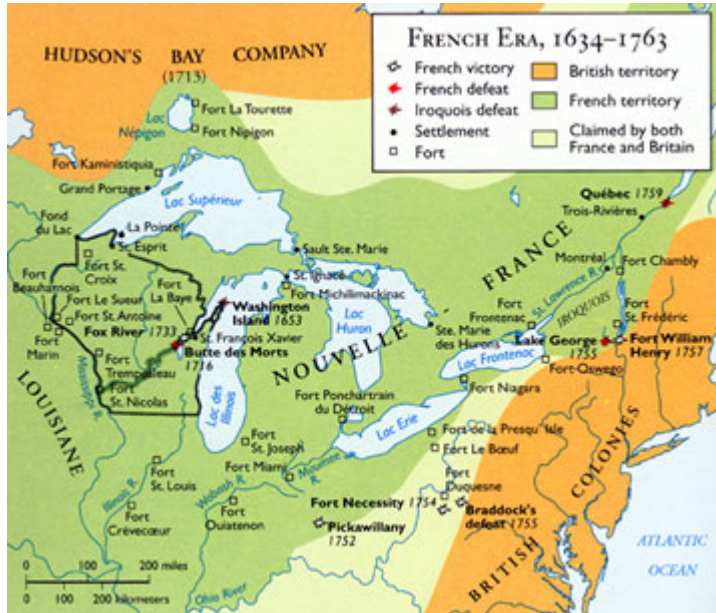 HUDSON'S BAY COMPANY
(1713)
FRENCH ERA, 1634–1763
French victory
French defeat
Iroquois defeat
Settlement
Fort
British territory
French territory
Claimed by both
France and Britain
Lac
Népigon
Fort La Tourette
Fort Nipigon
Fort Kaministiquia
Grand Portage
Lac Supérieur
Fond
du Lac
La Pointe
St. Esprit
Sault Ste. Marie
Québec 1759
Trois-Rivières
Montréal
Fort Chambly
St. Lawrence R.
FRANCE
Fort
Beauharnois
Fort St.
Croix
Fort Le Sueur
Fort St. Antoine
Fort
La Baye
Fox River 1733
Fort
Marin
Washington
Island 1653
St. Ignace
Fort Michilimackinac
St. François Xavier
Butte des Morts
1716
Lac
Huron
NOUVELLE
Ste. Marie
des Hurons
Fort
Frontenac
IROQUOIS
Fort
St. Frédéric
Lake George
1755
Fort William
Henry 1757
Lac Frontenac
Fort Oswego
Fort Niagara
Fort
Trempealeau
Fort
St. Nicolas
Mississippi R.
LOUISIANE
Lac des
Illinois
Fort Ponchartrain
du Détroit
Lac Erie
Fort de la Presqu' Isle
Fort Le Bœuf
Fort
Duquesne
Fort
St. Joseph
Fort Miami
Maumee R.
Fort
St. Louis
Illinois R.
Wabash R.
Fort
Crèvecœur
Fort
Ouiatenon
Fort Necessity 1754
Braddock's
defeat 1755
Pickawillany
1752
Ohio River
BRITISH COLONIES
ATLANTIC
OCEAN
0 100 200 miles
0 100 200 kilometers